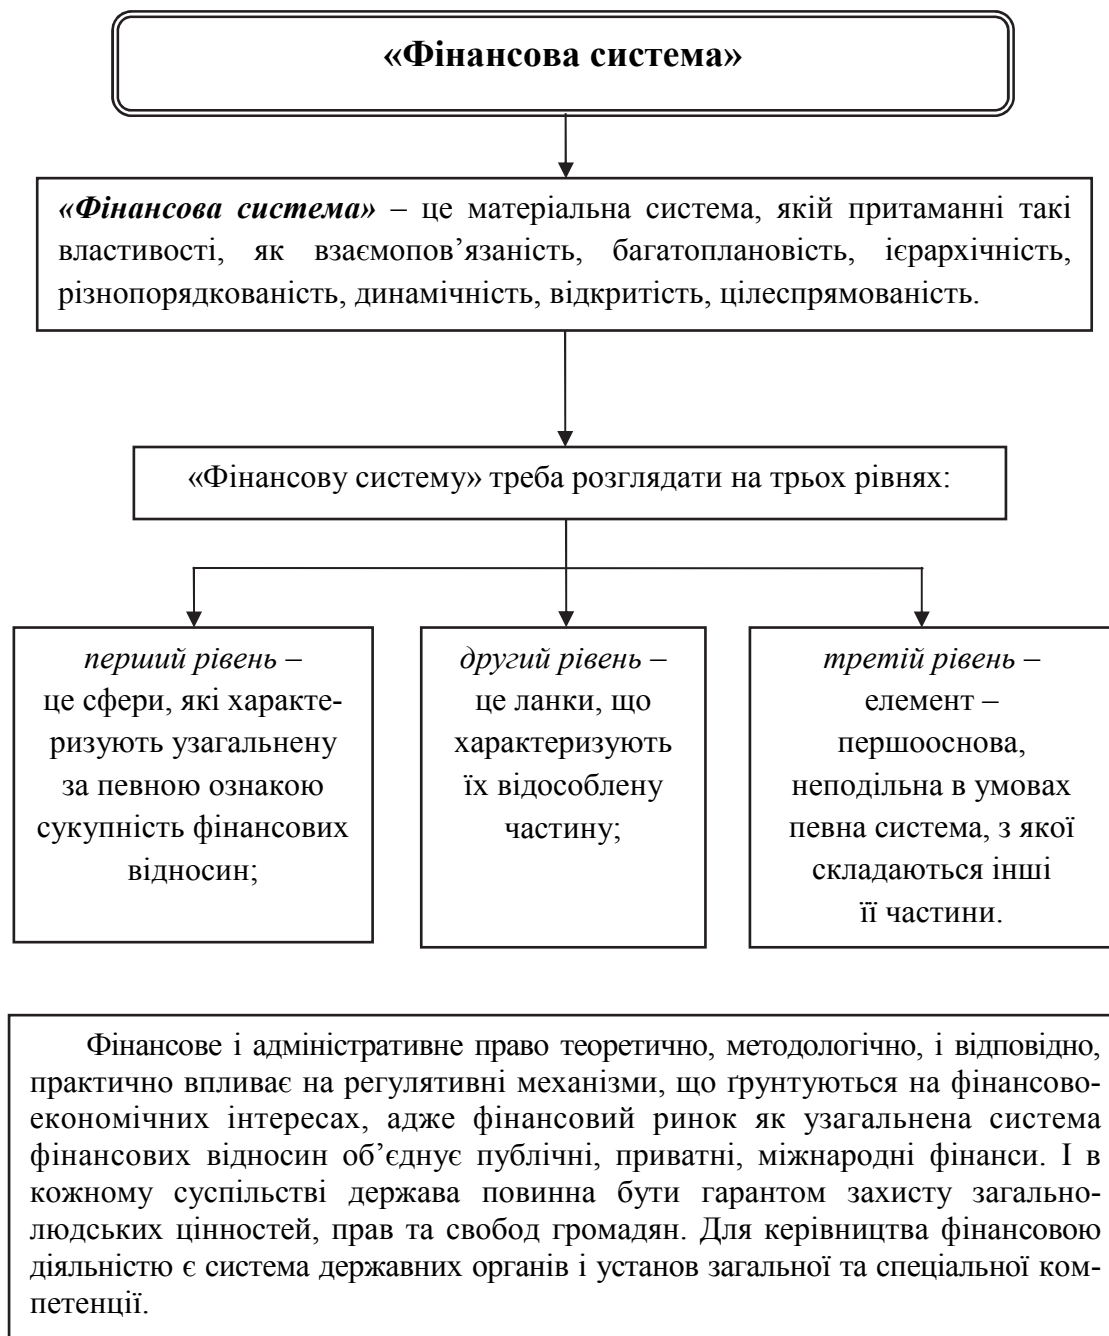 «Фінансова система»
«Фінансова система» – це матеріальна система, якій притаманні такі
властивості, як взаємопов’язаність, багатоплановість, ієрархічність,
різнопорядкованість, динамічність, відкритість, цілеспрямованість.
«Фінансову систему» треба розглядати на трьох рівнях:
перший рівень –
це сфери, які характе-
ризують узагальнену
за певною ознакою
сукупність фінансових
відносин;
другий рівень –
це ланки, що
характеризують
їх відособлену
частину;
третій рівень –
елемент –
першооснова,
неподільна в умовах
певна система, з якої
складаються інші
її частини.
Фінансове і адміністративне право теоретично, методологічно, і відповідно,
практично впливає на регулятивні механізми, що ґрунтуються на фінансово-
економічних інтересах, адже фінансовий ринок як узагальнена система
фінансових відносин об’єднує публічні, приватні, міжнародні фінанси. І в
кожному суспільстві держава повинна бути гарантом захисту загально-
людських цінностей, прав та свобод громадян. Для керівництва фінансовою
діяльністю є система державних органів і установ загальної та спеціальної ком-
петенції.